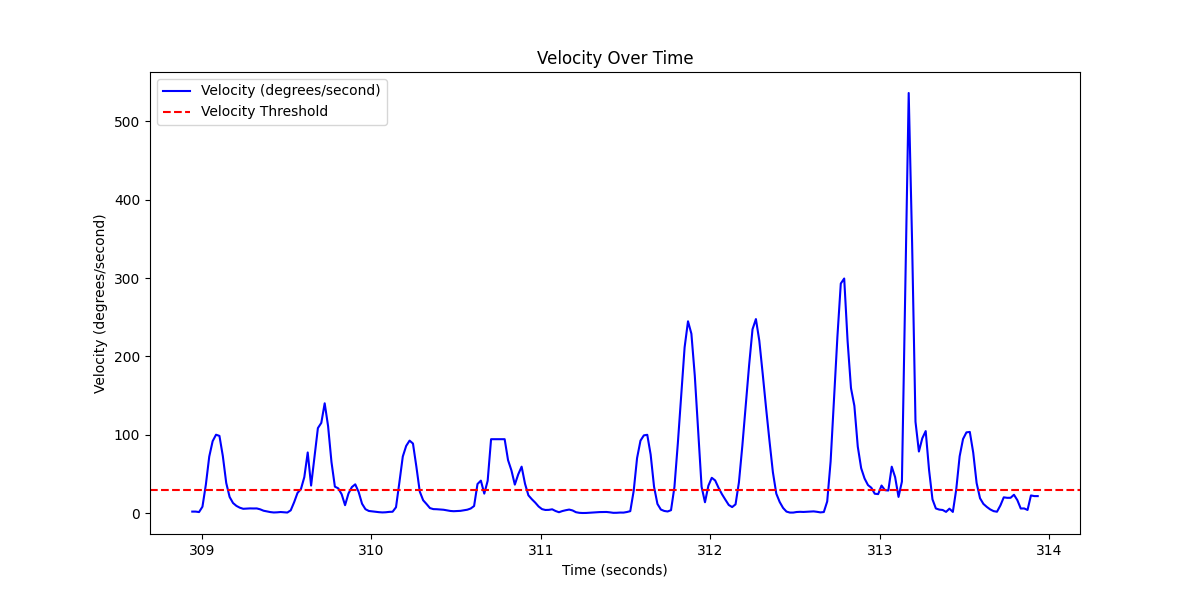 Velocity Over Time
Velocity (degrees/second)
Velocity Threshold
500
400
300
200
100
0
Velocity (degrees/second)
309 310 311 312 313 314
Time (seconds)